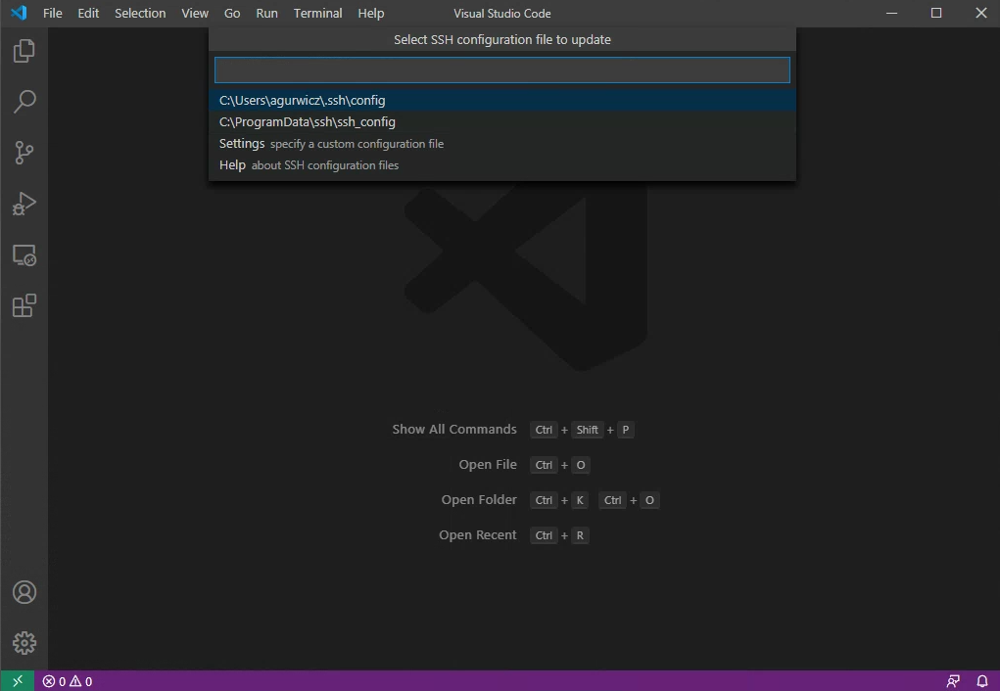 File Edit Selection View Go Run Terminal Help Visual Studio Code
Select SSH configuration file to update
C:\Users\agurwicz\.ssh\config
C:\ProgramData\ssh\ssh_config
Settings specify a custom configuration file
Help about SSH configuration files
Show All Commands Ctrl + Shift + P
Open File Ctrl + O
Open Folder Ctrl + K Ctrl + O
Open Recent Ctrl + R
0 0